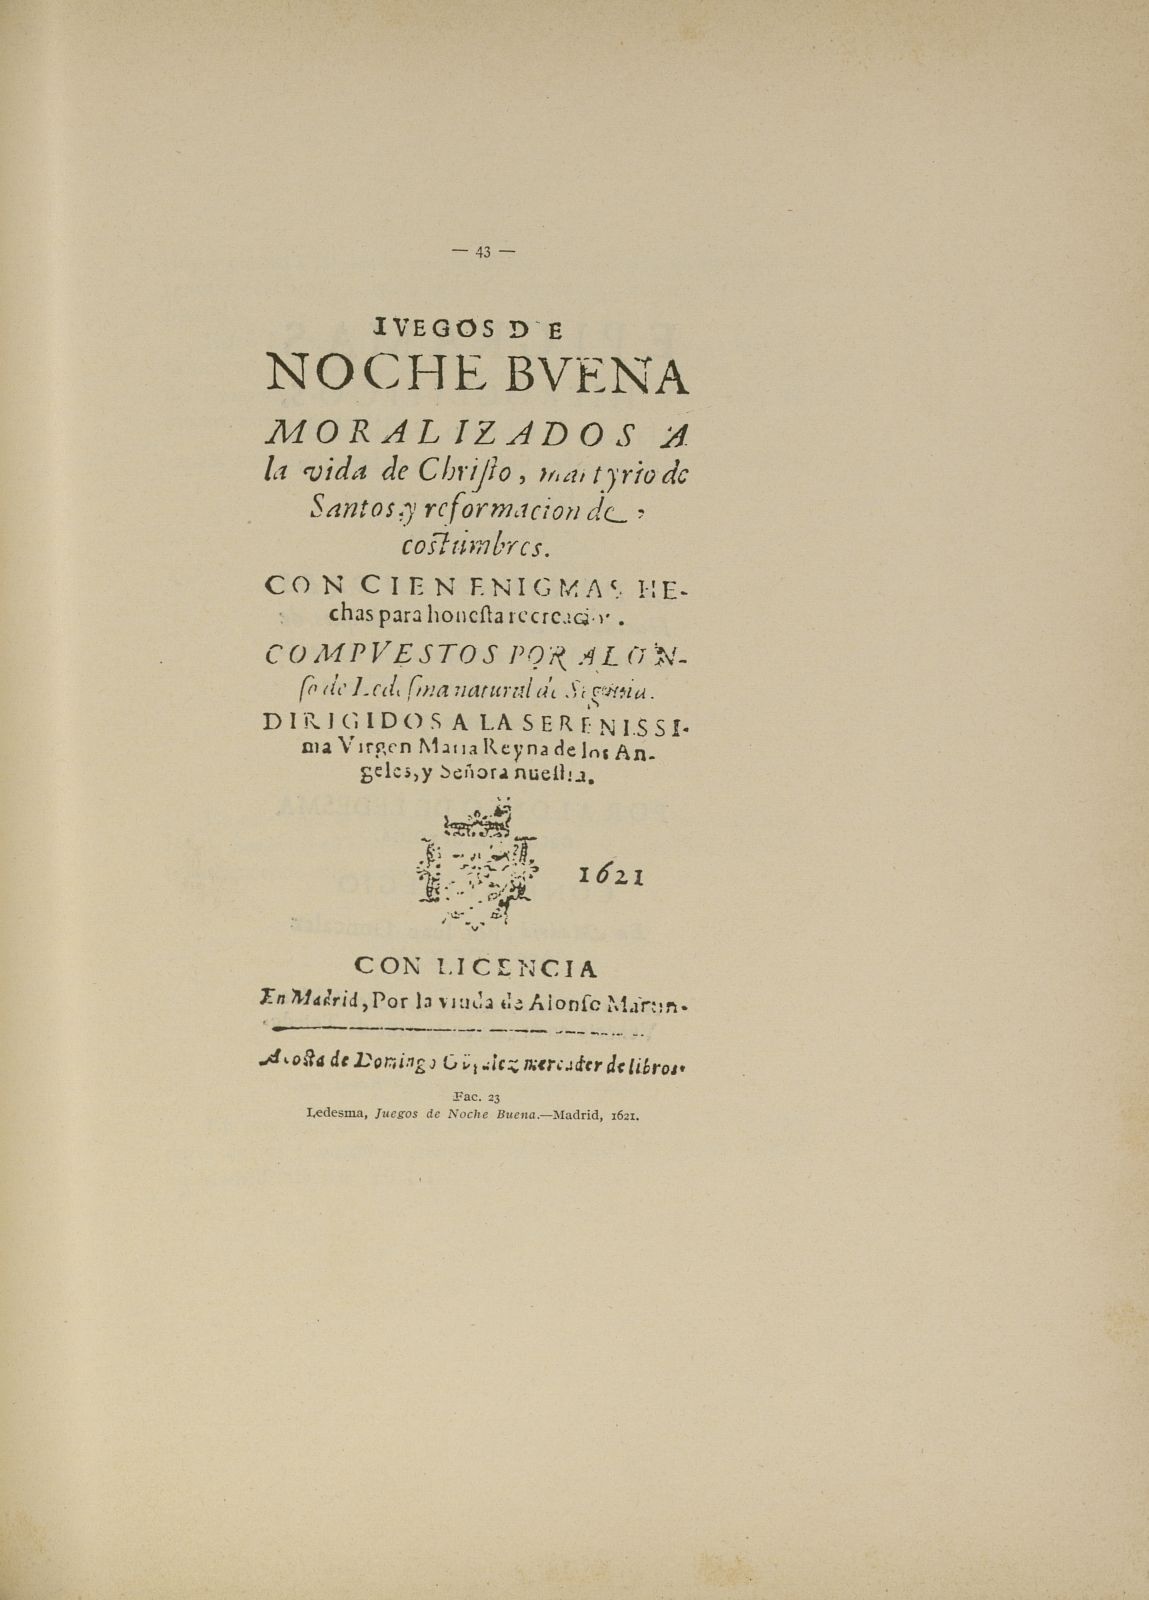 — 43 —
IVEGOS DE
NOCHE BVENA
MORALIZADOS A
la vida de Christo, martyrio de
Santos, y reformacion de
costumbres.
CON CIEN ENIGMAS HE-
chas para honesta recreacion.
COMPVESTOS POR ALON-
so de Ledesma natural de Segouia.
DIRIGIDOS A LA SERENISSI-
ma Virgen Maria Reyna de los An-
geles, y Señora nuestra.
1621
CON LICENCIA
En Madrid, Por la viuda de Alonso Martin.
A costa de Domingo Gõçalez mercader de libros.
Fac. 23
Ledesma, Juegos de Noche Buena.—Madrid, 1621.